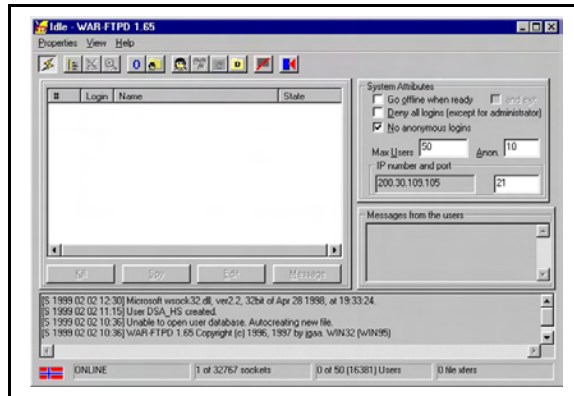 Idle - WAR-FTPD 1.65
Properties View Help
# Login Name State
System Attributes
Go offline when ready and exit
Deny all logins (except for administrator)
No anonymous logins
Max Users 50 Anon. 10
IP number and port
200.30.109.105 21
Messages from the users
Kill Spy Edit Message
[S 1999 02 02 12:30] Microsoft wsock32.dll, ver2.2, 32bit of Apr 28 1998, at 19:33:24.
[S 1999 02 02 11:15] User DSA_HS created.
[S 1999 02 02 10:36] Unable to open user database. Autocreating new file.
[S 1999 02 02 10:36] WAR-FTPD 1.65 Copyright (c) 1996, 1997 by jgaa. WIN32 (WIN95)
ONLINE 1 of 32767 sockets 0 of 50 (16381) Users 0 file xfers